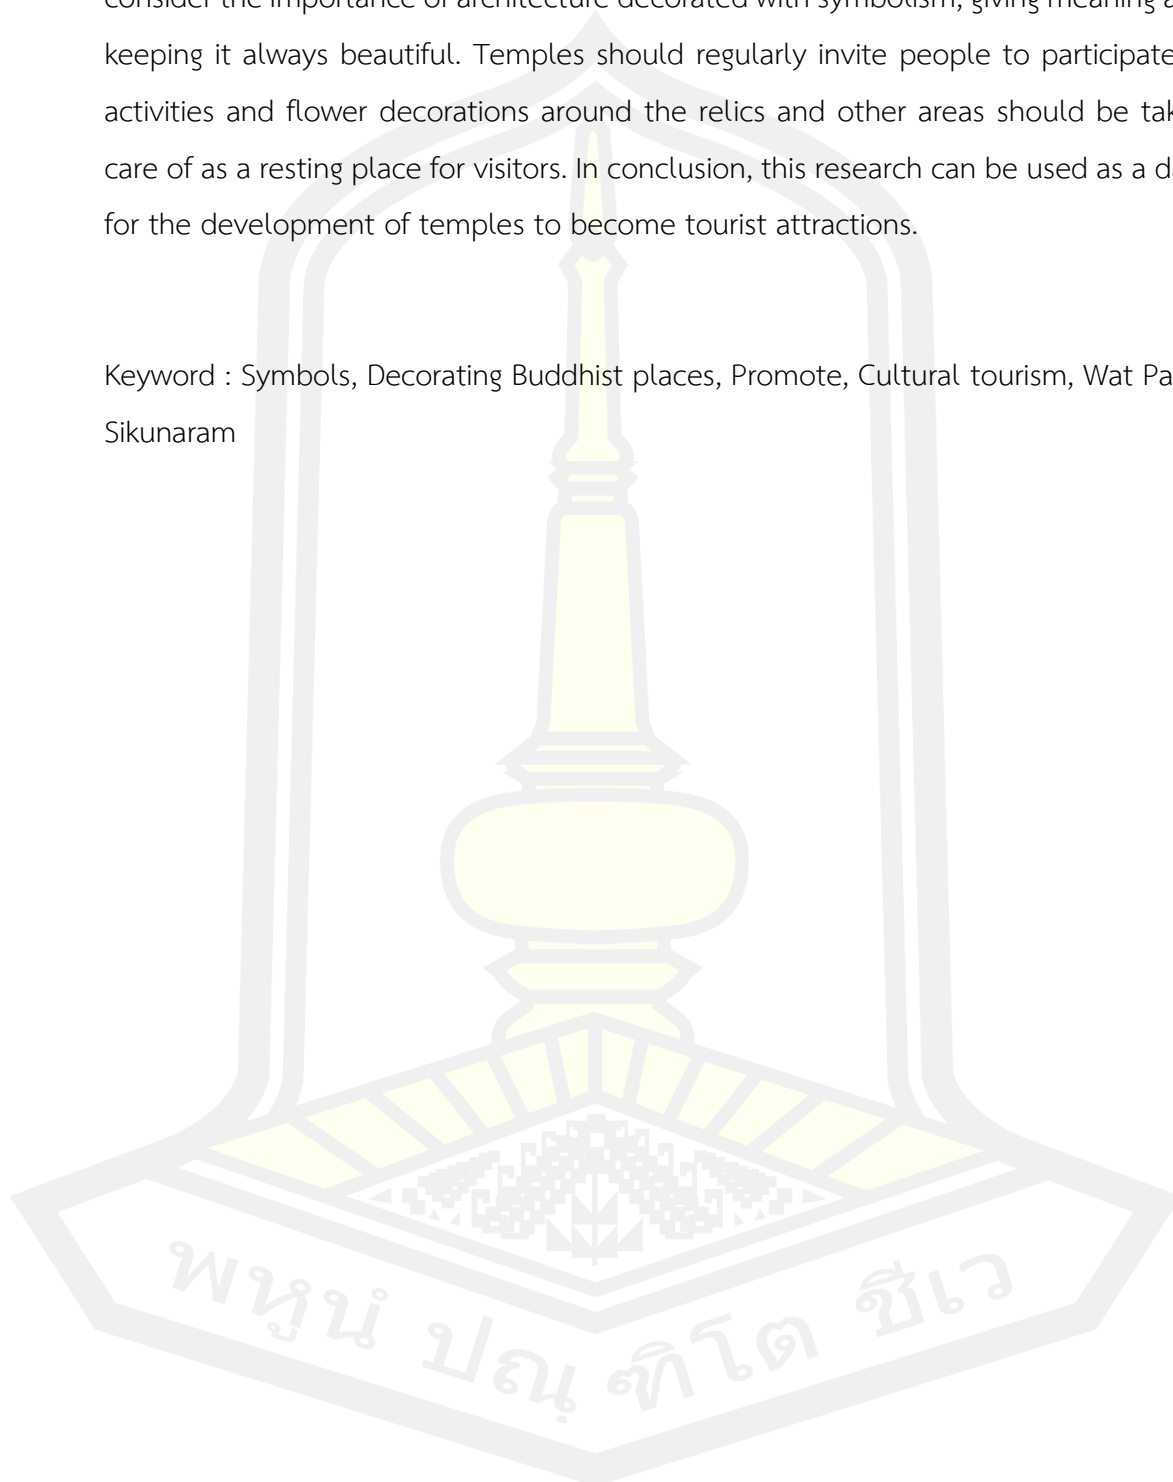 consider the importance of architecture decorated with symbolism, giving meaning
keeping it always beautiful. Temples should regularly invite people to participate
activities and flower decorations around the relics and other areas should be
care of as a resting place for visitors. In conclusion, this research can be used as a
for the development of temples to become tourist attractions.
Keyword : Symbols, Decorating Buddhist places, Promote, Cultural tourism, Wat Pa
Sikunaram
พหูนํ ปณฺฑิโต ชีเว